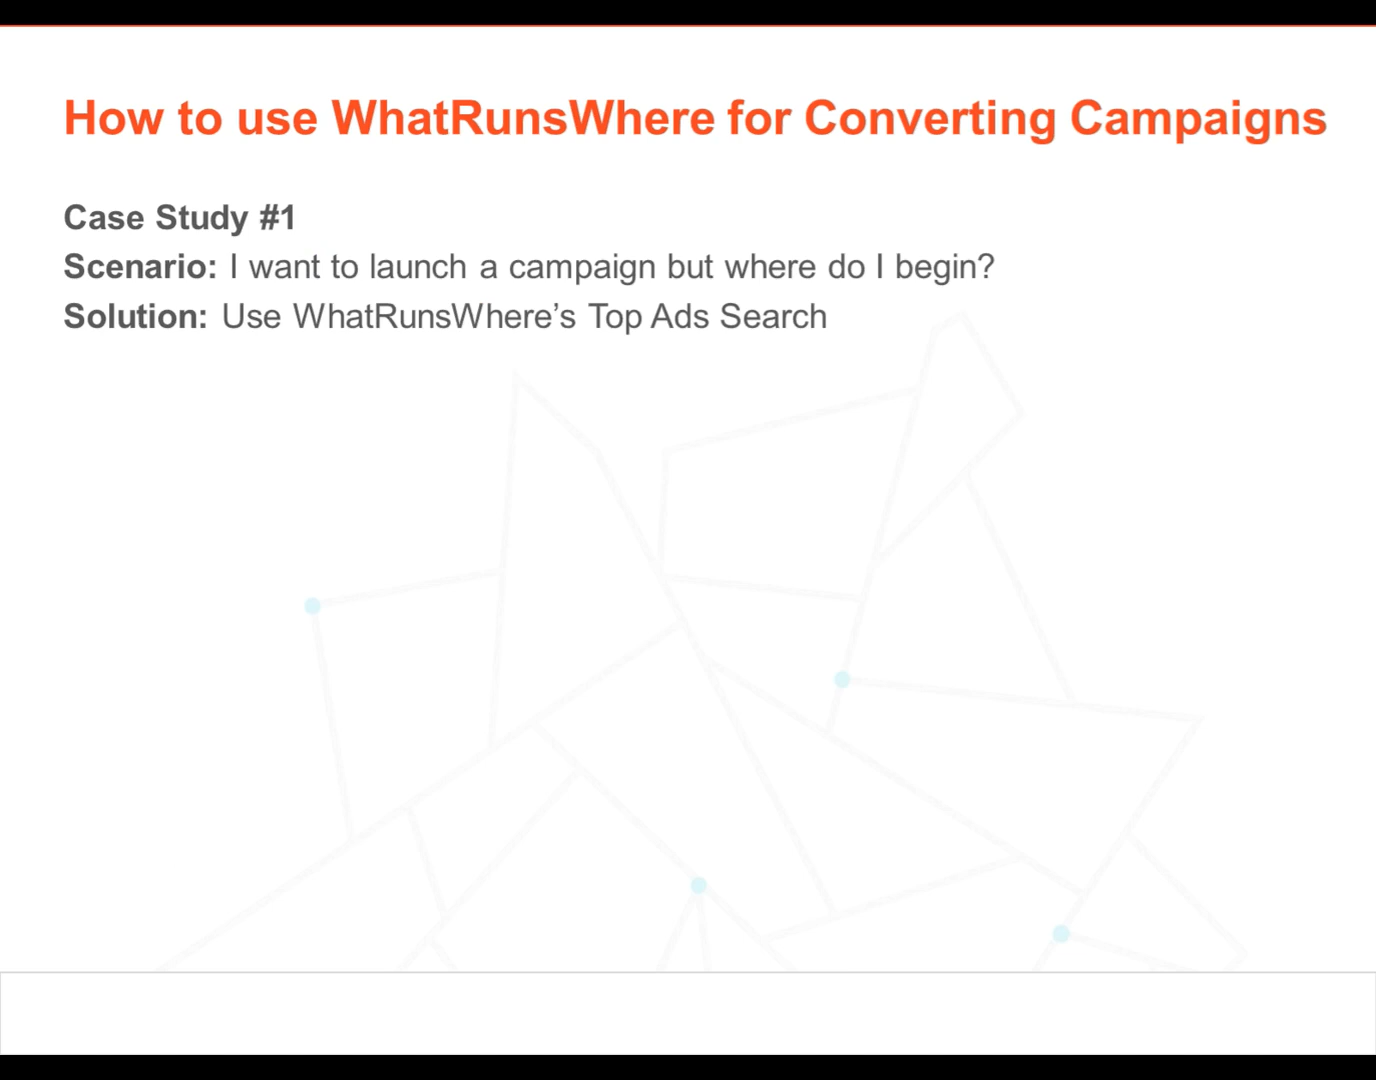 How to use WhatRunsWhere for Converting Campaigns
Case Study #1
Scenario: I want to launch a campaign but where do I begin?
Solution: Use WhatRunsWhere’s Top Ads Search